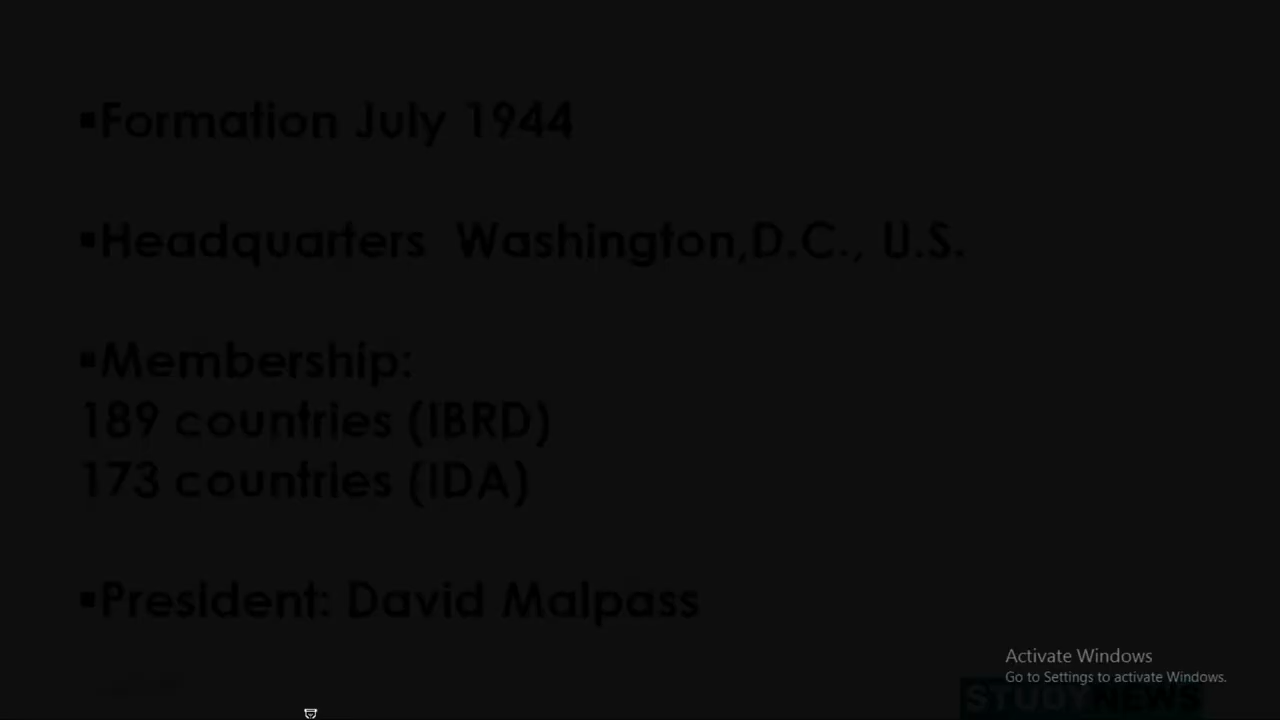 ▪Formation July 1944
▪Headquarters Washington,D.C., U.S.
▪Membership:
189 countries (IBRD)
173 countries (IDA)
▪President: David Malpass
Activate Windows
Go to Settings to activate Windows.
STUDYNEWS